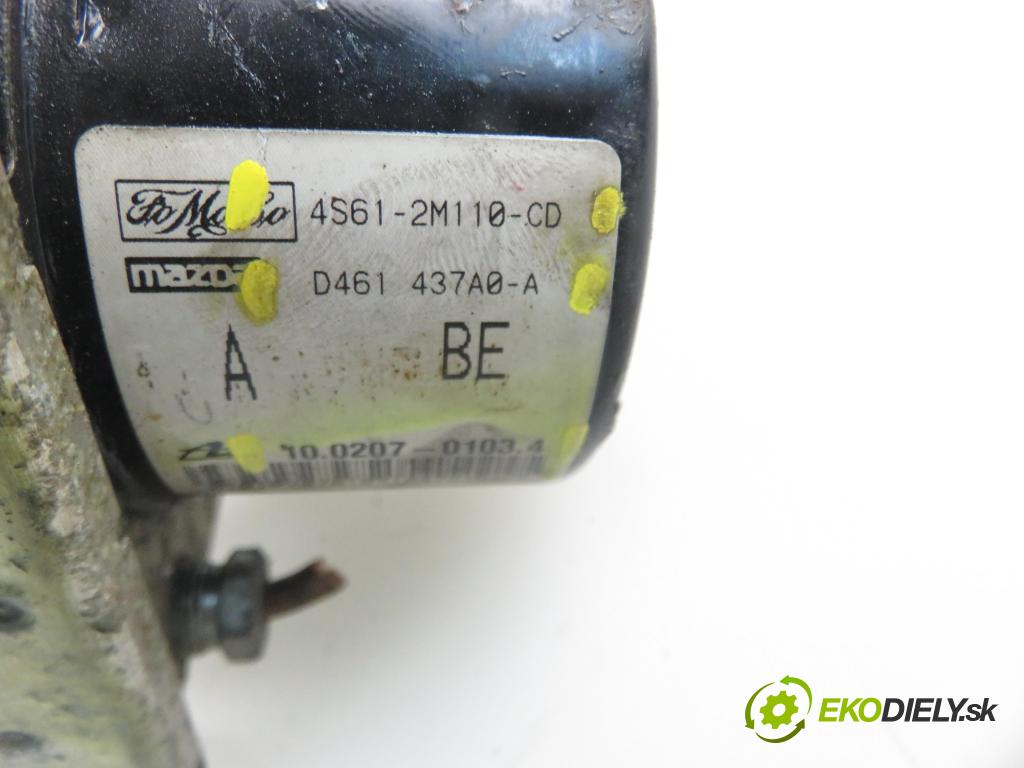 FoMoCo 4S61-2M110-CD
mazda D461 437A0-A
A BE
10.0207-0103.4
EKODIELY.sk